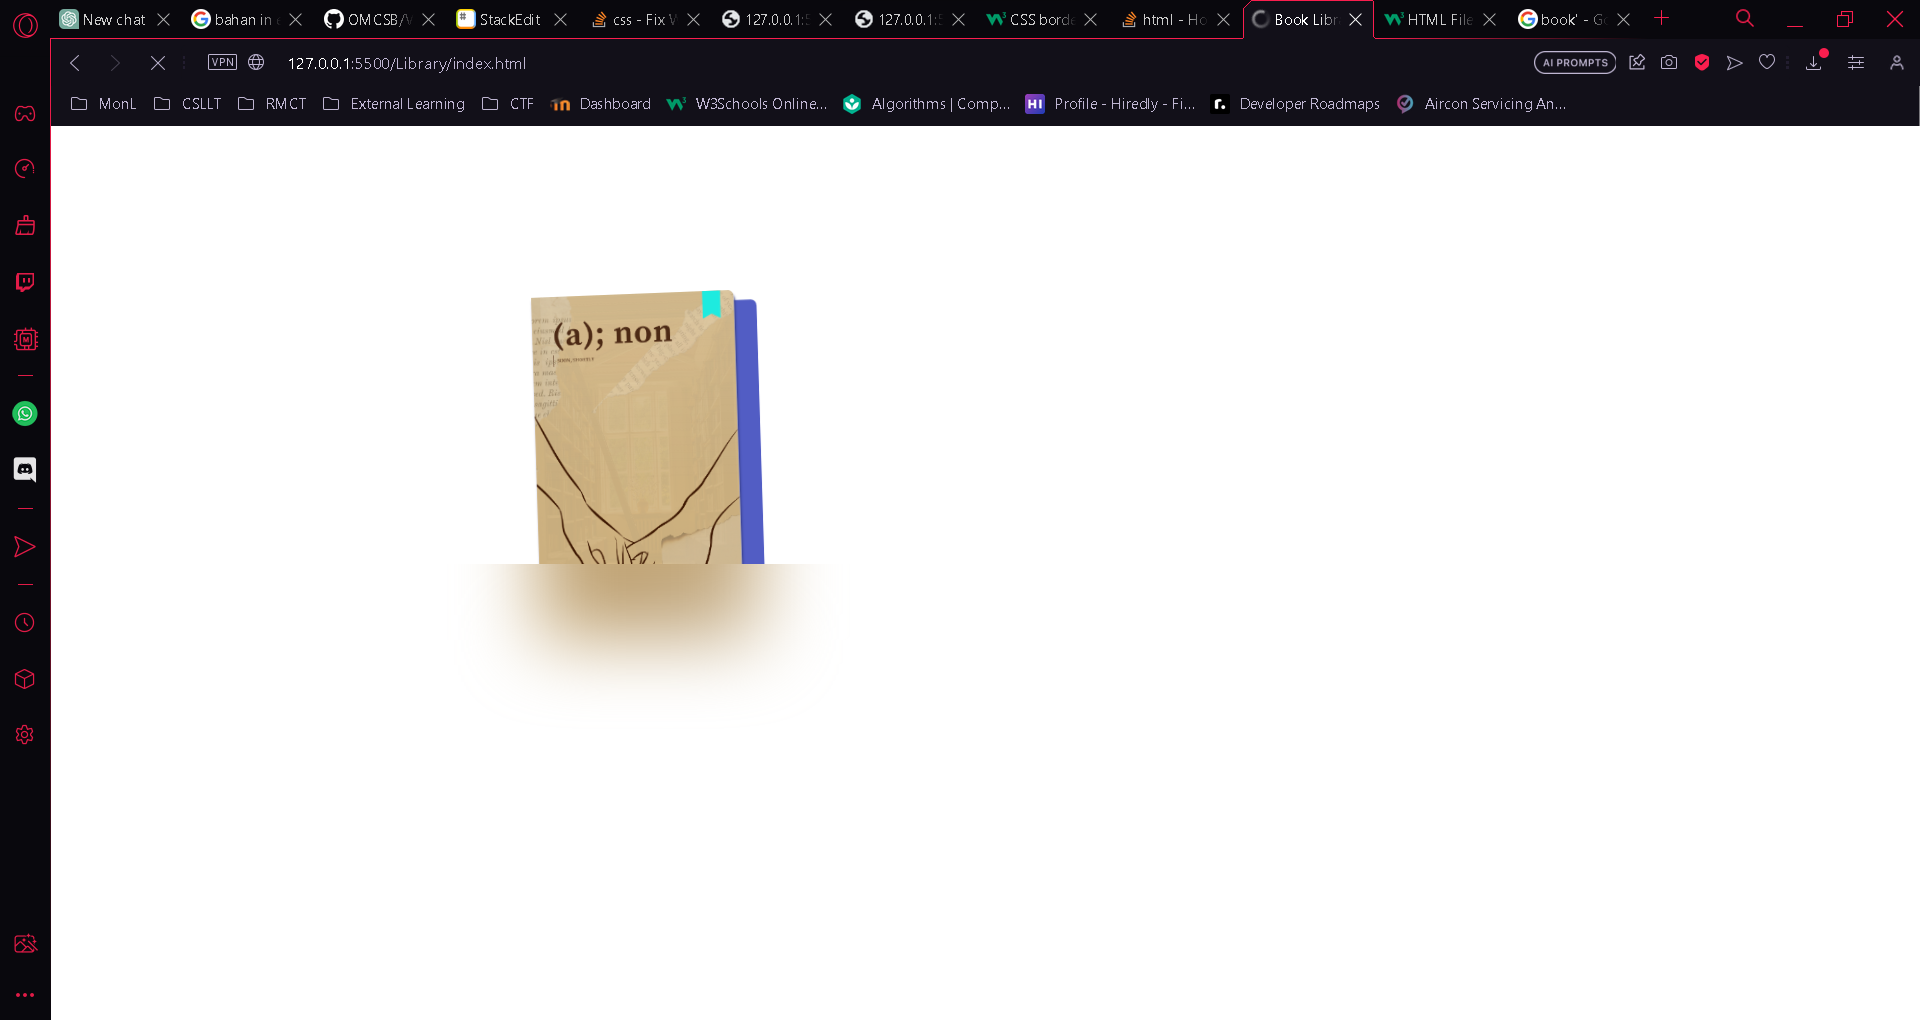 New chat
bahan in e
OMCSB/V
StackEdit
css - Fix V
127.0.0.1:5
127.0.0.1:5
CSS borde
html - Ho
Book Libr
HTML File
book' - Go
VPN
127.0.0.1:5500/Library/index.html
AI PROMPTS
MonL
CSLLT
RMCT
External Learning
CTF
Dashboard
W3Schools Online...
Algorithms | Comp...
HI
Profile - Hiredly - Fi...
r.
Developer Roadmaps
Aircon Servicing An...
(a); non